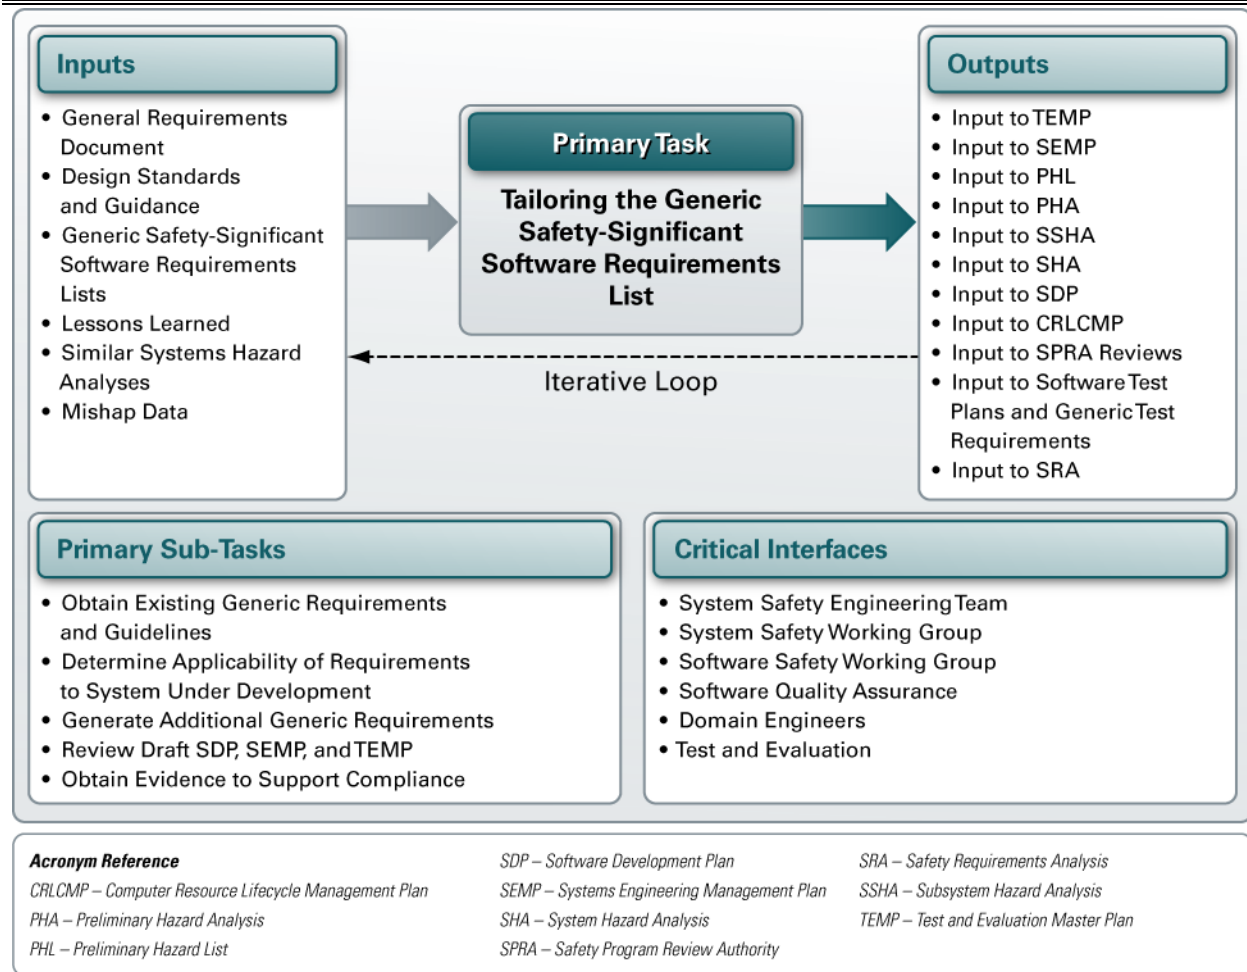 Inputs
• General Requirements
Document
• Design Standards
and Guidance
• Generic Safety-Significant
Software Requirements
Lists
• Lessons Learned
• Similar Systems Hazard
Analyses
• Mishap Data
Primary Task
Tailoring the Generic
Safety-Significant
Software Requirements
List
Iterative Loop
Outputs
• Input to TEMP
• Input to SEMP
• Input to PHL
• Input to PHA
• Input to SSHA
• Input to SHA
• Input to SDP
• Input to CRLCMP
• Input to SPRA Reviews
• Input to Software Test
Plans and Generic Test
Requirements
• Input to SRA
Primary Sub-Tasks
• Obtain Existing Generic Requirements
and Guidelines
• Determine Applicability of Requirements
to System Under Development
• Generate Additional Generic Requirements
• Review Draft SDP, SEMP, and TEMP
• Obtain Evidence to Support Compliance
Critical Interfaces
• System Safety Engineering Team
• System Safety Working Group
• Software Safety Working Group
• Software Quality Assurance
• Domain Engineers
• Test and Evaluation
Acronym Reference
CRLCMP – Computer Resource Lifecycle Management Plan
PHA – Preliminary Hazard Analysis
PHL – Preliminary Hazard List
SDP – Software Development Plan
SEMP – Systems Engineering Management Plan
SHA – System Hazard Analysis
SPRA – Safety Program Review Authority
SRA – Safety Requirements Analysis
SSHA – Subsystem Hazard Analysis
TEMP – Test and Evaluation Master Plan